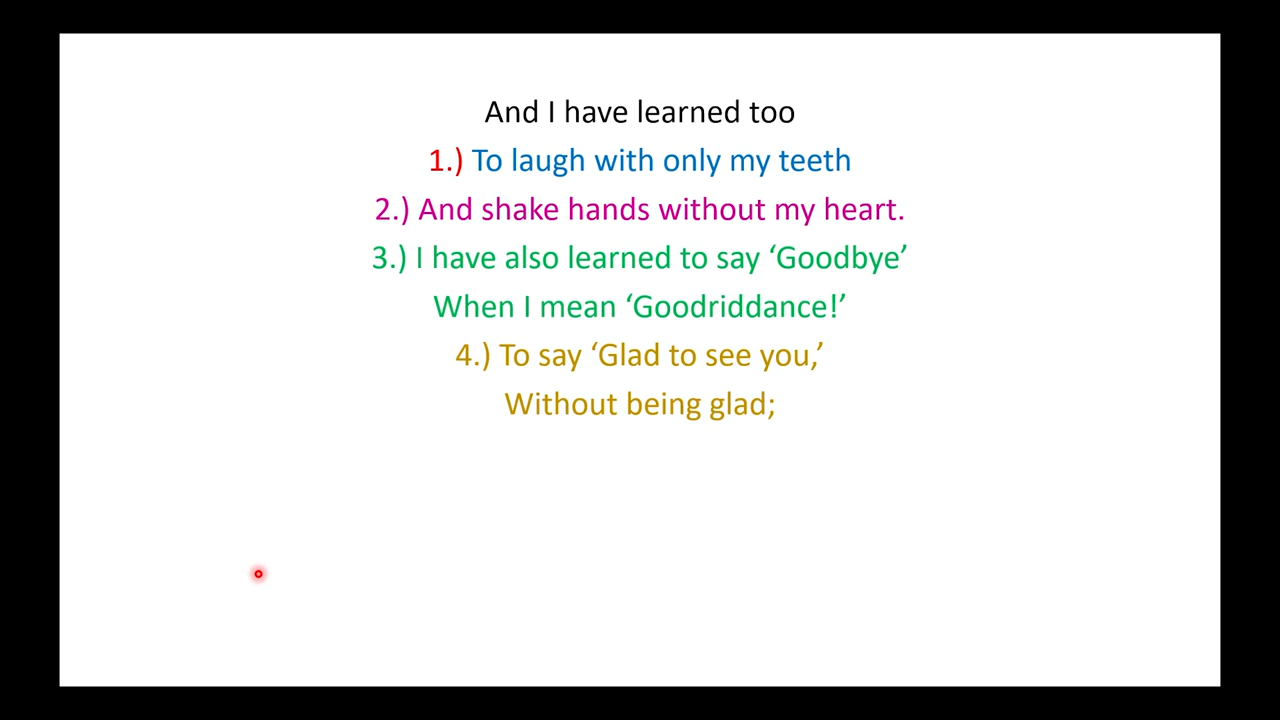 And I have learned too
1.) To laugh with only my teeth
2.) And shake hands without my heart.
3.) I have also learned to say ‘Goodbye’
When I mean ‘Goodriddance!’
4.) To say ‘Glad to see you,’
Without being glad;